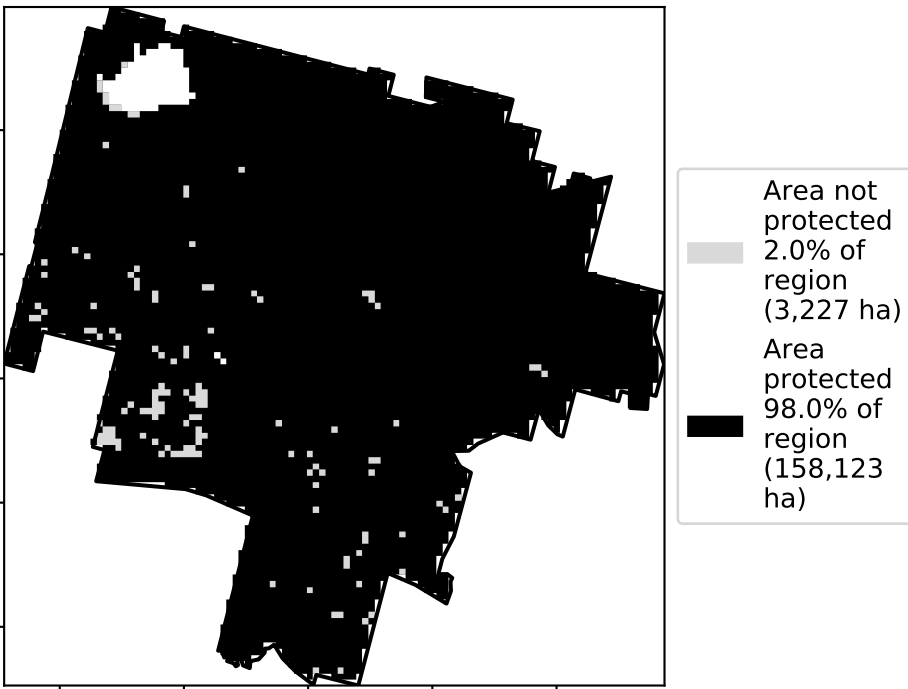 Area not
protected
2.0% of
region
(3,227 ha)
Area
protected
98.0% of
region
(158,123
ha)